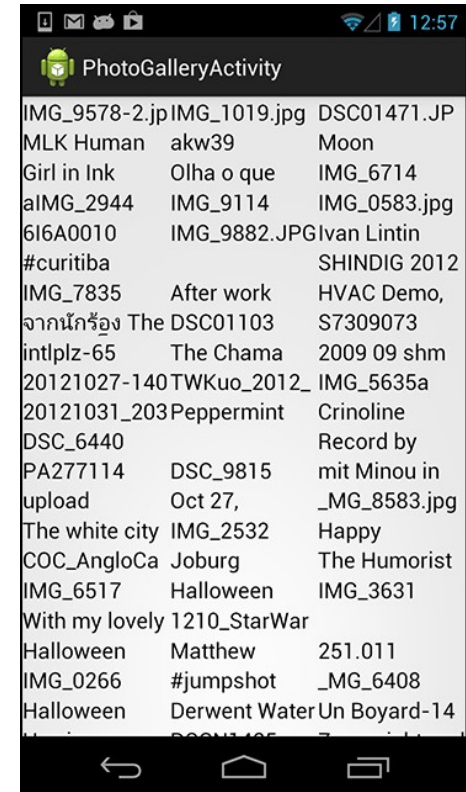 12:57
PhotoGalleryActivity
IMG_9578-2.jp IMG_1019.jpg DSC01471.JP
MLK Human akw39 Moon
Girl in Ink Olha o que IMG_6714
aIMG_2944 IMG_9114 IMG_0583.jpg
6I6A0010 IMG_9882.JPG Ivan Lintin
#curitiba SHINDIG 2012
IMG_7835 After work HVAC Demo,
จากนักร้อง The DSC01103 S7309073
intlplz-65 The Chama 2009 09 shm
20121027-140 TWKuo_2012_ IMG_5635a
20121031_203 Peppermint Crinoline
DSC_6440 Record by
PA277114 DSC_9815 mit Minou in
upload Oct 27, _MG_8583.jpg
The white city IMG_2532 Happy
COC_AngloCa Joburg The Humorist
IMG_6517 Halloween IMG_3631
With my lovely 1210_StarWar
Halloween Matthew 251.011
IMG_0266 #jumpshot _MG_6408
Halloween Derwent Water Un Boyard-14